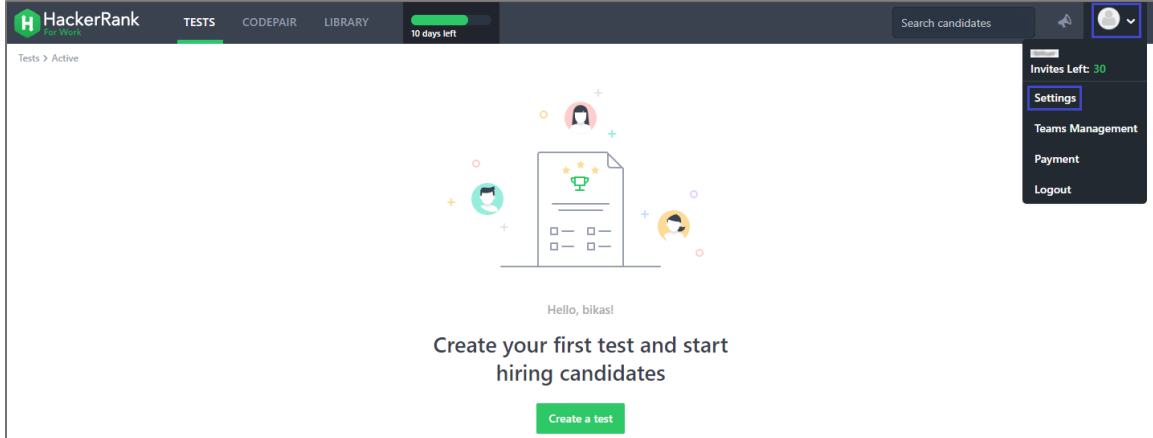 HackerRank
For Work
TESTS CODEPAIR LIBRARY
10 days left
Search candidates
Tests > Active
Invites Left: 30
Settings
Teams Management
Payment
Logout
Hello, bikas!
Create your first test and start
hiring candidates
Create a test